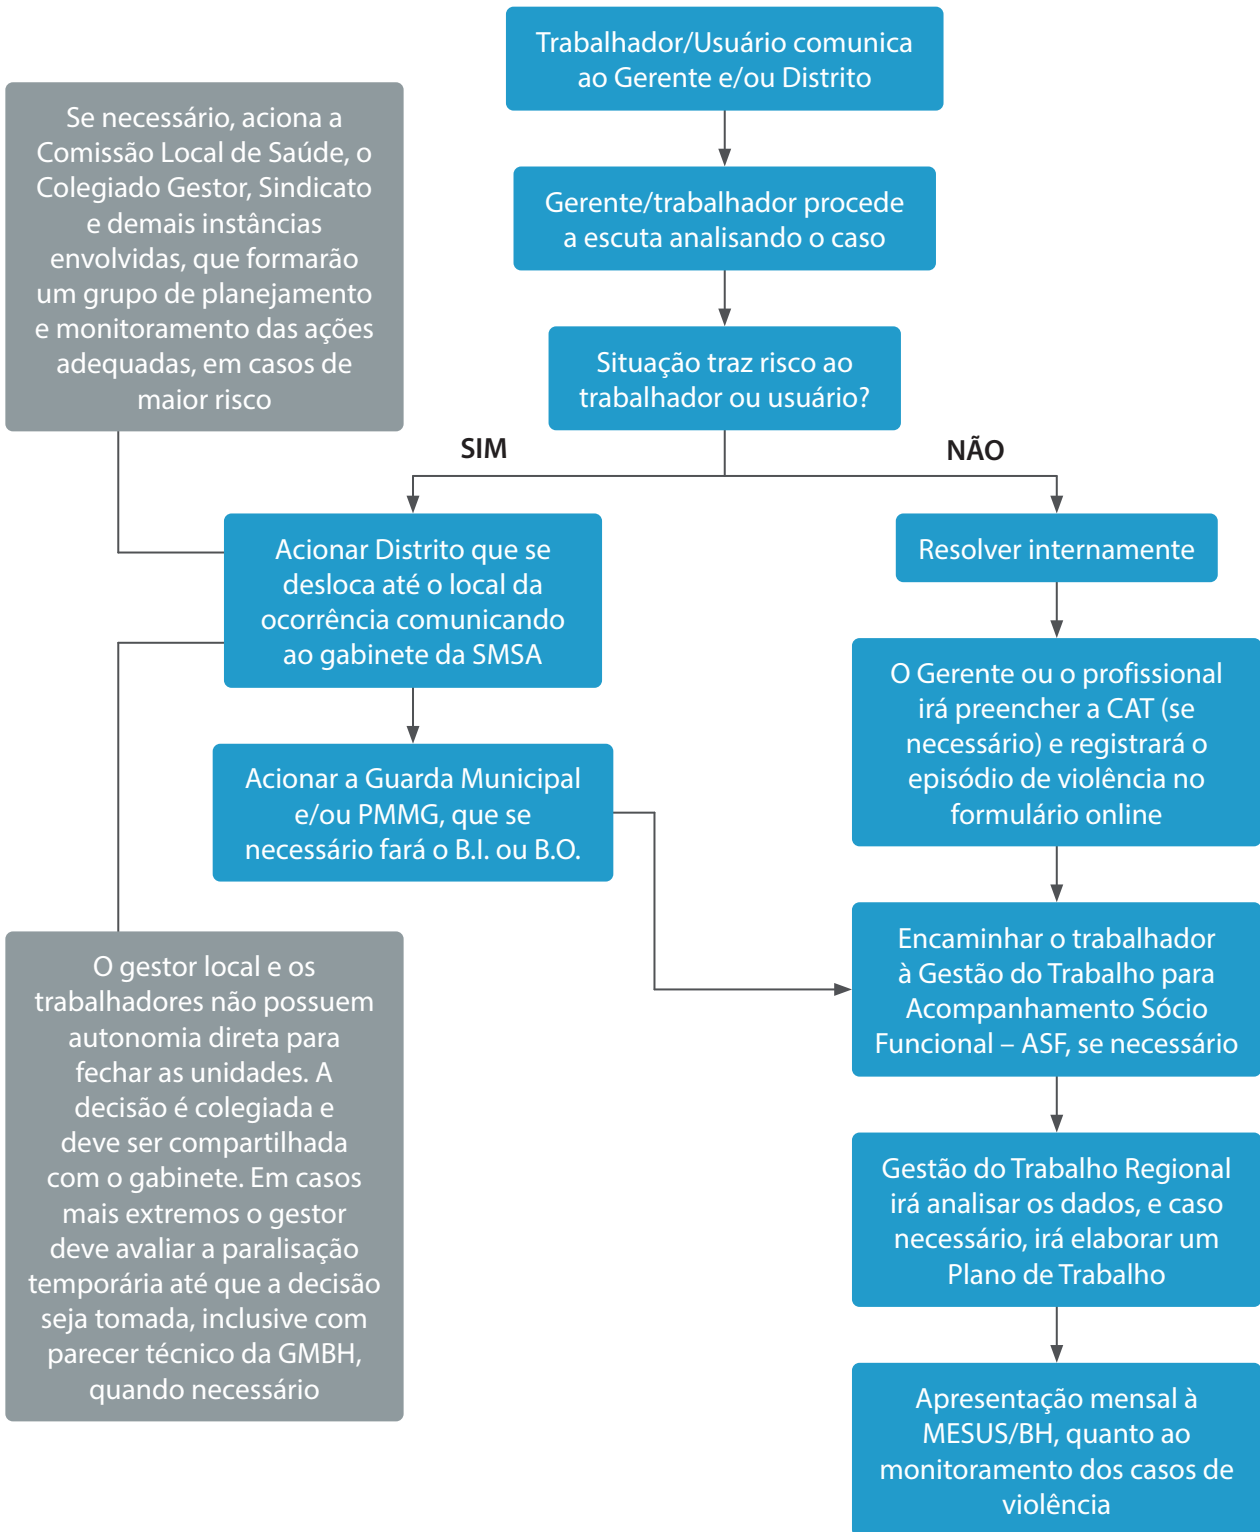 Trabalhador/Usuário comunica
ao Gerente e/ou Distrito
Se necessário, aciona a
Comissão Local de Saúde, o
Colegiado Gestor, Sindicato
e demais instâncias
envolvidas, que formarão
um grupo de planejamento
e monitoramento das ações
adequadas, em casos de
maior risco
Gerente/trabalhador procede
a escuta analisando o caso
Situação traz risco ao
trabalhador ou usuário?
SIM
NÃO
Acionar Distrito que se
desloca até o local da
ocorrência comunicando
ao gabinete da SMSA
Resolver internamente
O Gerente ou o profissional
irá preencher a CAT (se
necessário) e registrará o
episódio de violência no
formulário online
Acionar a Guarda Municipal
e/ou PMMG, que se
necessário fará o B.I. ou B.O.
Encaminhar o trabalhador
à Gestão do Trabalho para
Acompanhamento Sócio
Funcional – ASF, se necessário
O gestor local e os
trabalhadores não possuem
autonomia direta para
fechar as unidades. A
decisão é colegiada e
deve ser compartilhada
com o gabinete. Em casos
mais extremos o gestor
deve avaliar a paralisação
temporária até que a decisão
seja tomada, inclusive com
parecer técnico da GMBH,
quando necessário
Gestão do Trabalho Regional
irá analisar os dados, e caso
necessário, irá elaborar um
Plano de Trabalho
Apresentação mensal à
MESUS/BH, quanto ao
monitoramento dos casos de
violência